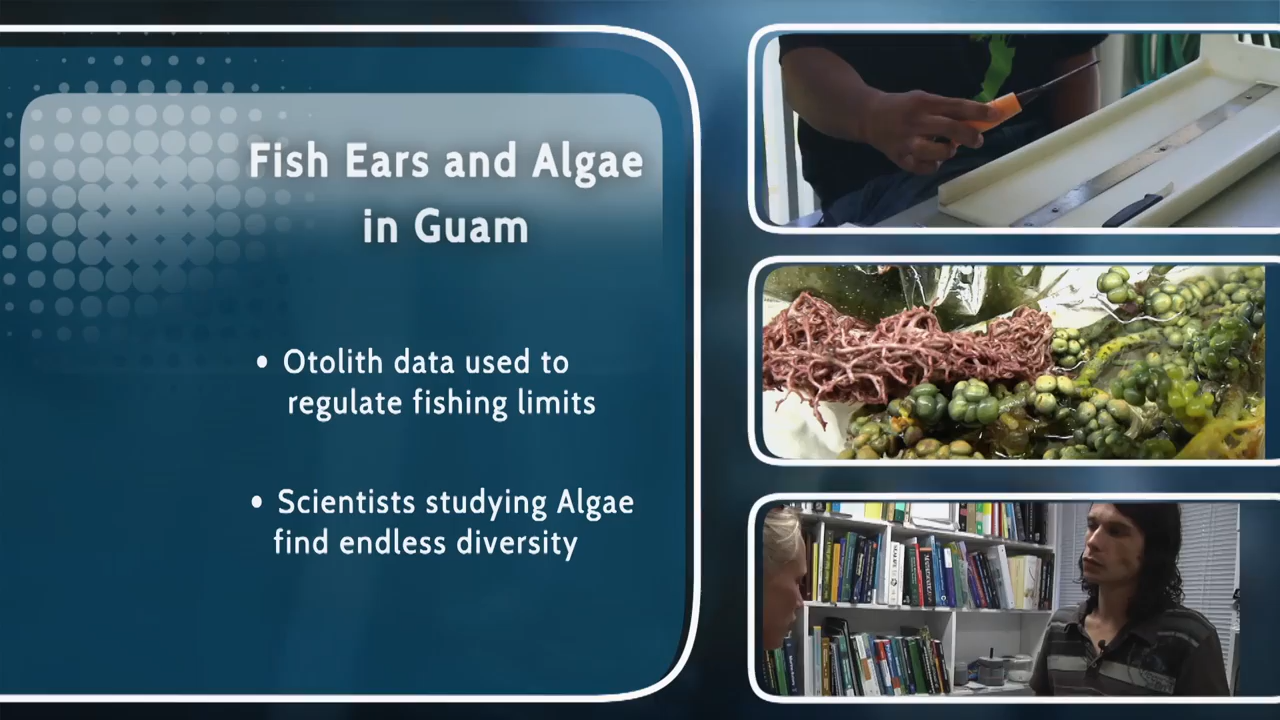 Fish Ears and Algae
in Guam
• Otolith data used to
regulate fishing limits
• Scientists studying Algae
find endless diversity